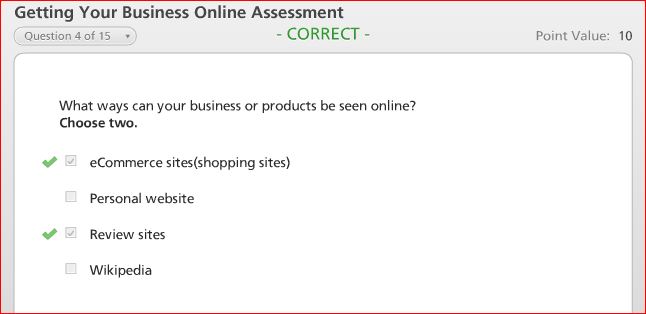 Getting Your Business Online Assessment
Question 4 of 15
- CORRECT -
Point Value: 10
What ways can your business or products be seen online?
Choose two.
eCommerce sites(shopping sites)
Personal website
Review sites
Wikipedia